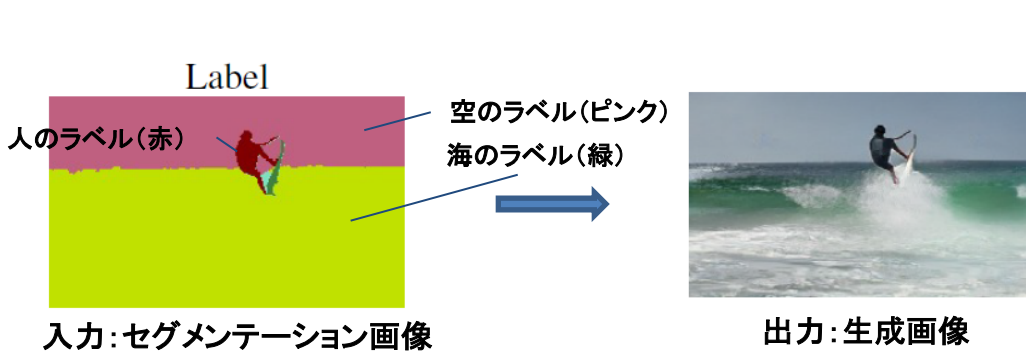 Label
人のラベル（赤）
空のラベル（ピンク）
海のラベル（緑）
入力：セグメンテーション画像
出力：生成画像